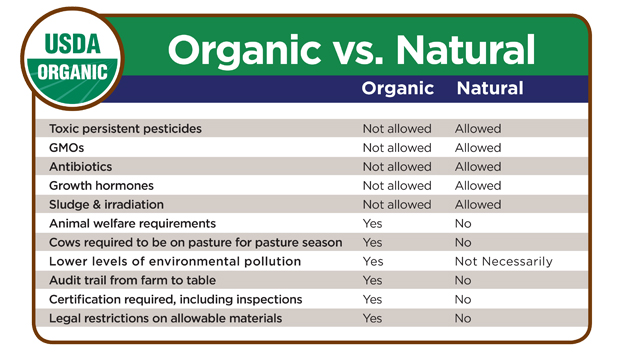 USDA
ORGANIC
Organic vs. Natural
Organic Natural
Toxic persistent pesticides Not allowed Allowed
GMOs Not allowed Allowed
Antibiotics Not allowed Allowed
Growth hormones Not allowed Allowed
Sludge & irradiation Not allowed Allowed
Animal welfare requirements Yes No
Cows required to be on pasture for pasture season Yes No
Lower levels of environmental pollution Yes Not Necessarily
Audit trail from farm to table Yes No
Certification required, including inspections Yes No
Legal restrictions on allowable materials Yes No